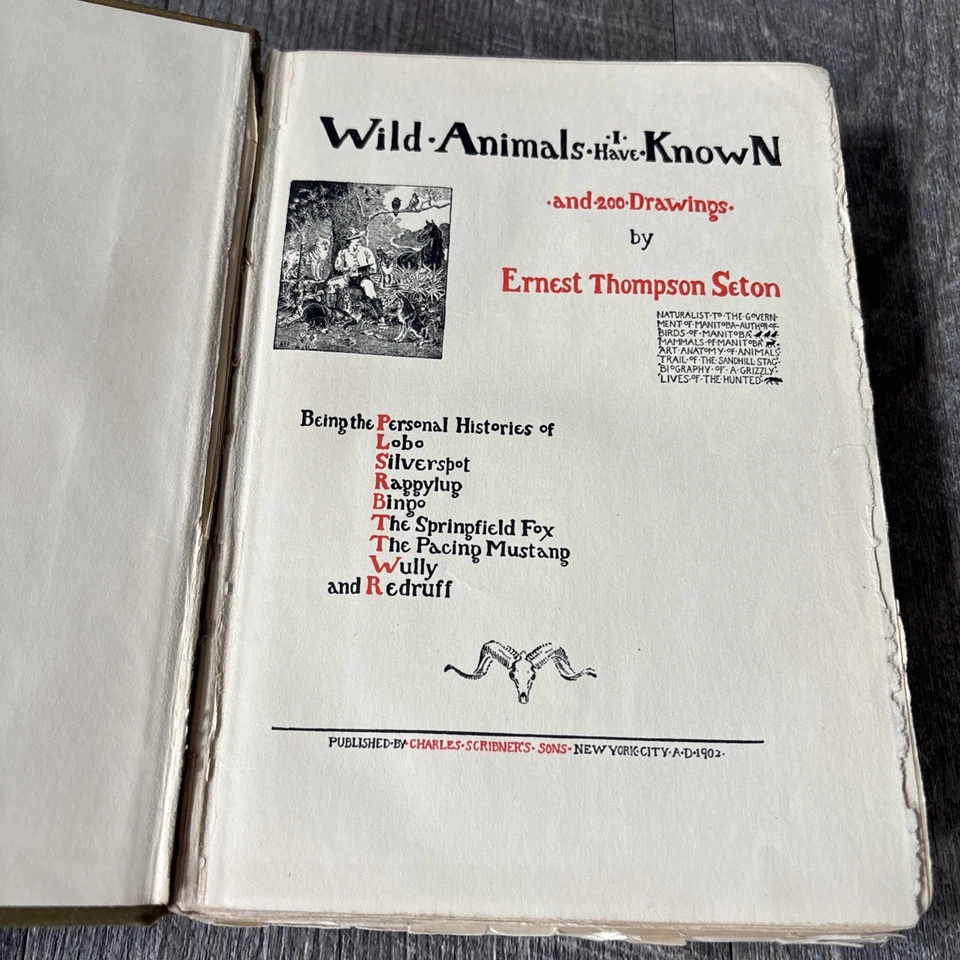 Wild·Animals·I·Have·Known
·and·200·Drawings·
by
Ernest Thompson Seton
NATURALIST·TO·THE·GOVERN-
MENT·OF·MANITOBA–AUTHOR·OF·
BIRDS·OF·MANITOBA
MAMMALS·OF·MANITOBA
ART·ANATOMY·OF·ANIMALS
TRAIL·OF·THE·SANDHILL·STAG·
BIOGRAPHY·OF·A·GRIZZLY·
LIVES·OF·THE·HUNTED·
Being the Personal Histories of
Lobo
Silverspot
Raggylug
Bingo
The Springfield Fox
The Pacing Mustang
Wully
and Redruff
PUBLISHED·BY·CHARLES·SCRIBNER'S·SONS·NEW YORK·CITY·A·D·1902·